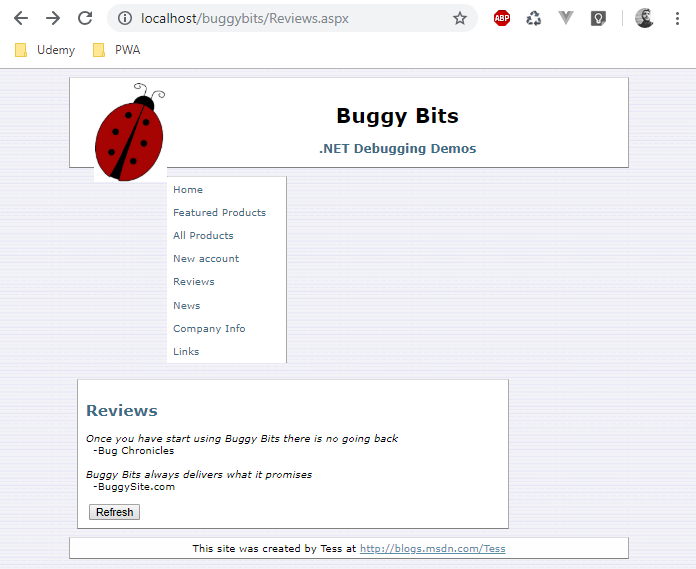 localhost/buggybits/Reviews.aspx
ABP
Udemy
PWA
Buggy Bits
.NET Debugging Demos
Home
Featured Products
All Products
New account
Reviews
News
Company Info
Links
Reviews
Once you have start using Buggy Bits there is no going back
-Bug Chronicles
Buggy Bits always delivers what it promises
-BuggySite.com
Refresh
This site was created by Tess at http://blogs.msdn.com/Tess